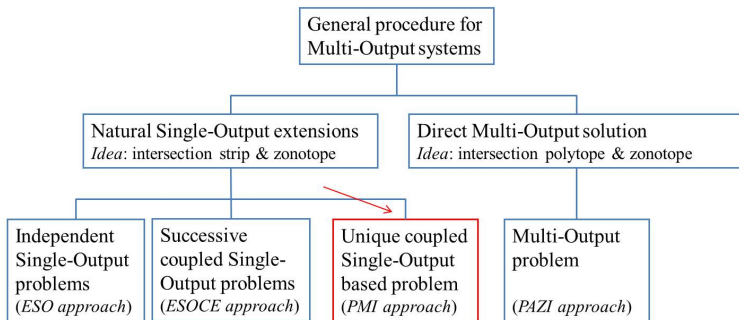 General procedure for
Multi-Output systems
Natural Single-Output extensions
Idea: intersection strip & zonotope
Direct Multi-Output solution
Idea: intersection polytope & zonotope
Independent
Single-Output
problems
(ESO approach)
Successive
coupled Single-
Output problems
(ESOCE approach)
Unique coupled
Single-Output
based problem
(PMI approach)
Multi-Output
problem
(PAZI approach)